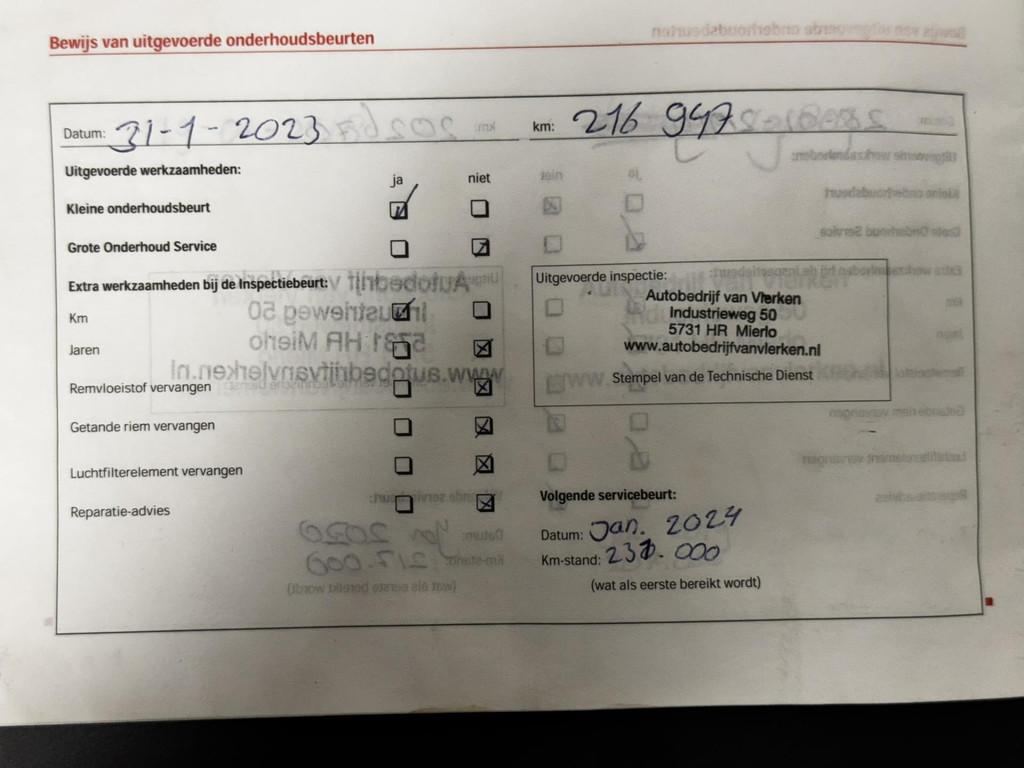 Bewijs van uitgevoerde onderhoudsbeurten
Datum: 31-1-2023 km: 216 947
Uitgevoerde werkzaamheden:
ja niet
Kleine onderhoudsbeurt
Grote Onderhoud Service
Extra werkzaamheden bij de Inspectiebeurt:
Km
Jaren
Remvloeistof vervangen
Getande riem vervangen
Luchtfilterelement vervangen
Reparatie-advies
Uitgevoerde inspectie:
Autobedrijf van Vlerken
Industrieweg 50
5731 HR Mierlo
www.autobedrijfvanvlerken.nl
Stempel van de Technische Dienst
Volgende servicebeurt:
Datum: Jan. 2024
Km-stand:
(wat als eerste bereikt wordt)